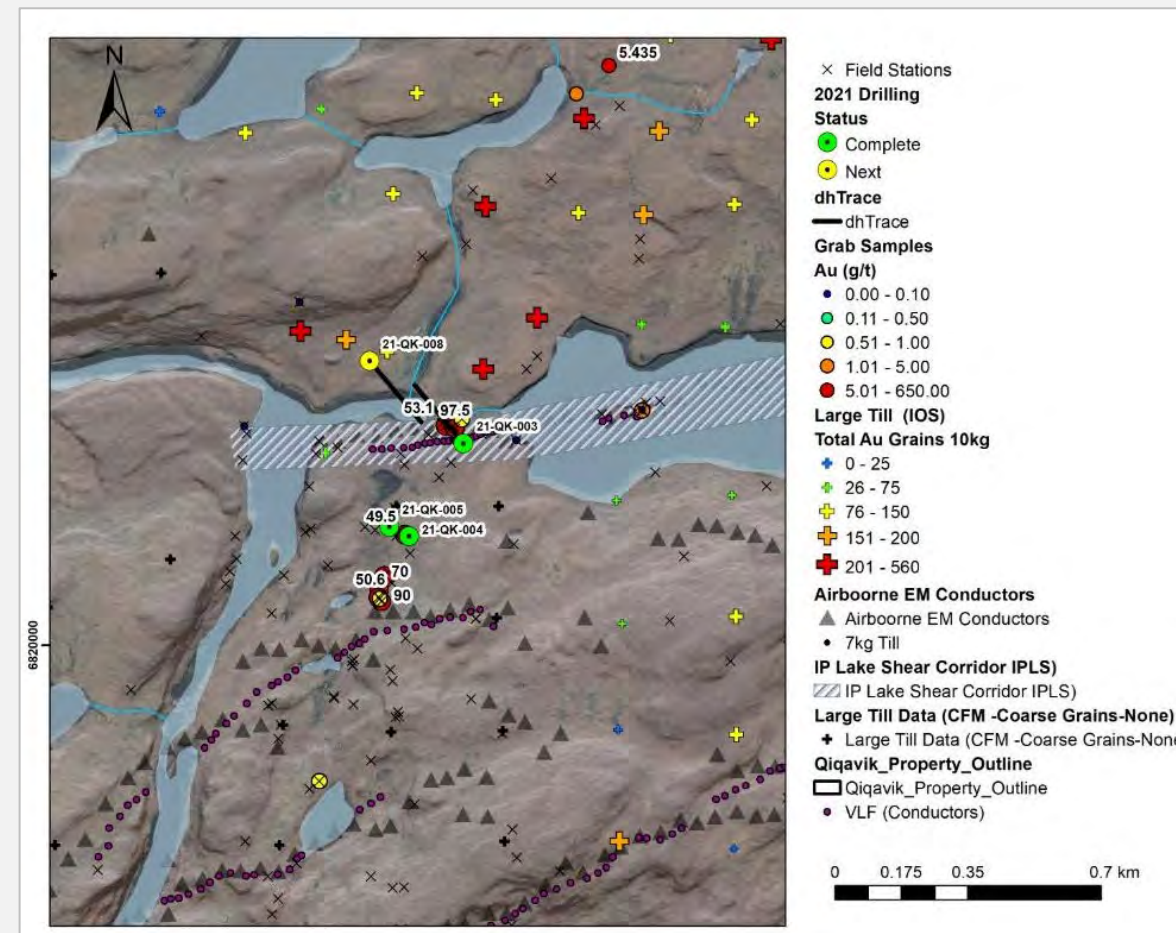 N
5.435
21-QK-008
53.1
97.5
21-QK-003
21-QK-005
49.5
21-QK-004
70
50.6
90
6820000
Field Stations
2021 Drilling
Status
Complete
Next
dhTrace
dhTrace
Grab Samples
Au (g/t)
0.00 - 0.10
0.11 - 0.50
0.51 - 1.00
1.01 - 5.00
5.01 - 650.00
Large Till (IOS)
Total Au Grains 10kg
0 - 25
26 - 75
76 - 150
151 - 200
201 - 560
Airboorne EM Conductors
Airboorne EM Conductors
7kg Till
IP Lake Shear Corridor IPLS)
IP Lake Shear Corridor IPLS)
Large Till Data (CFM -Coarse Grains-None)
Large Till Data (CFM -Coarse Grains-None
Qiqavik_Property_Outline
Qiqavik_Property_Outline
VLF (Conductors)
0 0.175 0.35 0.7 km